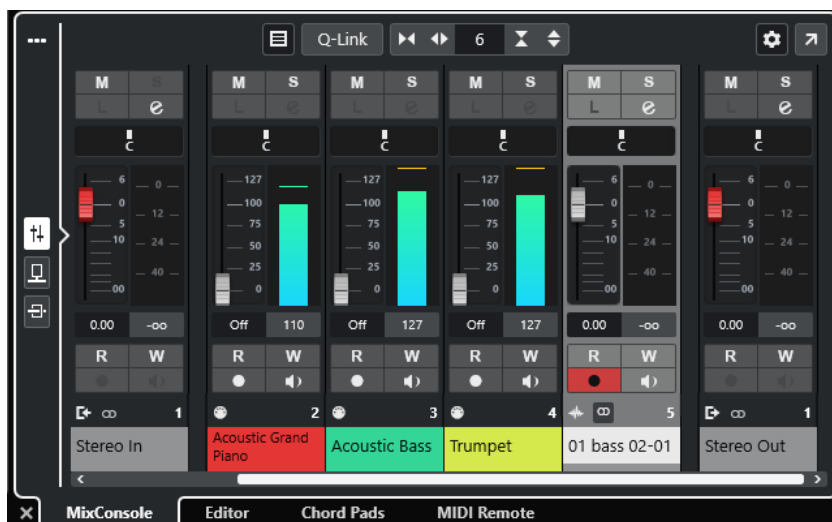 Q-Link 6
M S M S M S M S M S M S
L e L e L e L e L e L e
C C C C C C
6 0 5 10 00 0 12 24 40
127 100 75 50 25 0
127 100 75 50 25 0
127 100 75 50 25 0
6 0 5 10 00 0 12 24 40
6 0 5 10 00 0 12 24 40
0.00 -oo Off 110 Off 127 Off 127 0.00 -oo 0.00 -oo
R W R W R W R W R W R W
1 2 3 4 5 1
Stereo In
Acoustic Grand
Piano
Acoustic Bass
Trumpet
01 bass 02-01
Stereo Out
MixConsole Editor Chord Pads MIDI Remote